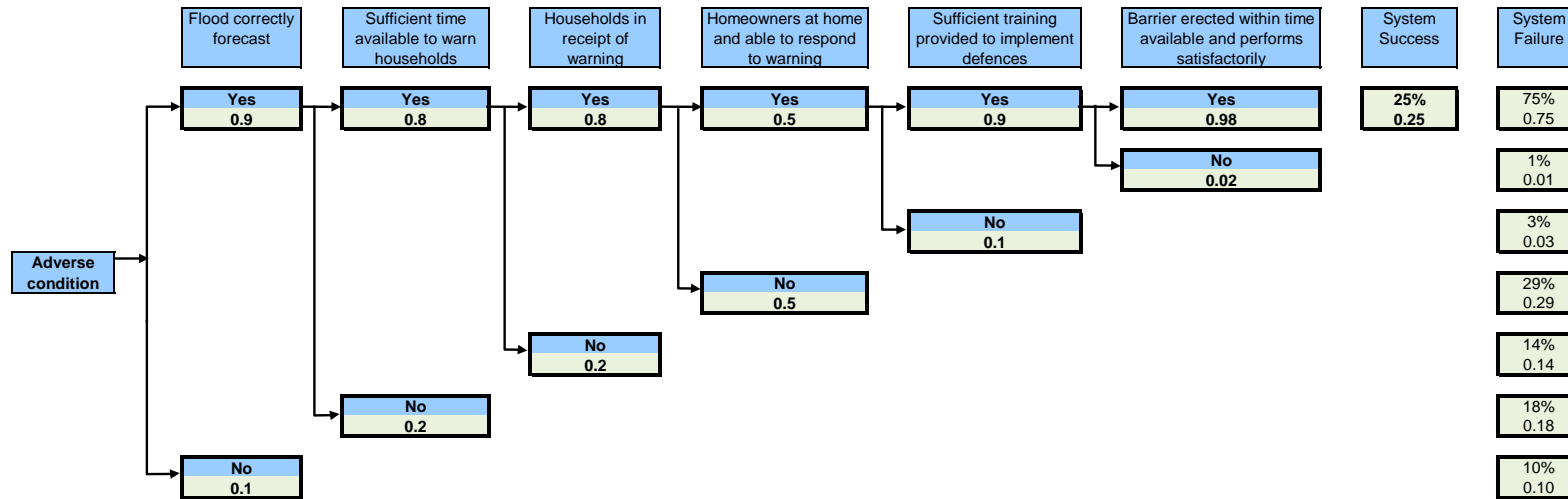 Flood correctly
forecast
Sufficient time
available to warn
households
Households in
receipt of
warning
Homeowners at home
and able to respond
to warning
Sufficient training
provided to implement
defences
Barrier erected within time
available and performs
satisfactorily
System
Success
System
Failure
Yes
0.9
Yes
0.8
Yes
0.8
Yes
0.5
Yes
0.9
Yes
0.98
25%
0.25
75%
0.75
No
0.02
1%
0.01
No
0.1
3%
0.03
Adverse
condition
No
0.5
29%
0.29
No
0.2
14%
0.14
No
0.2
18%
0.18
No
0.1
10%
0.10